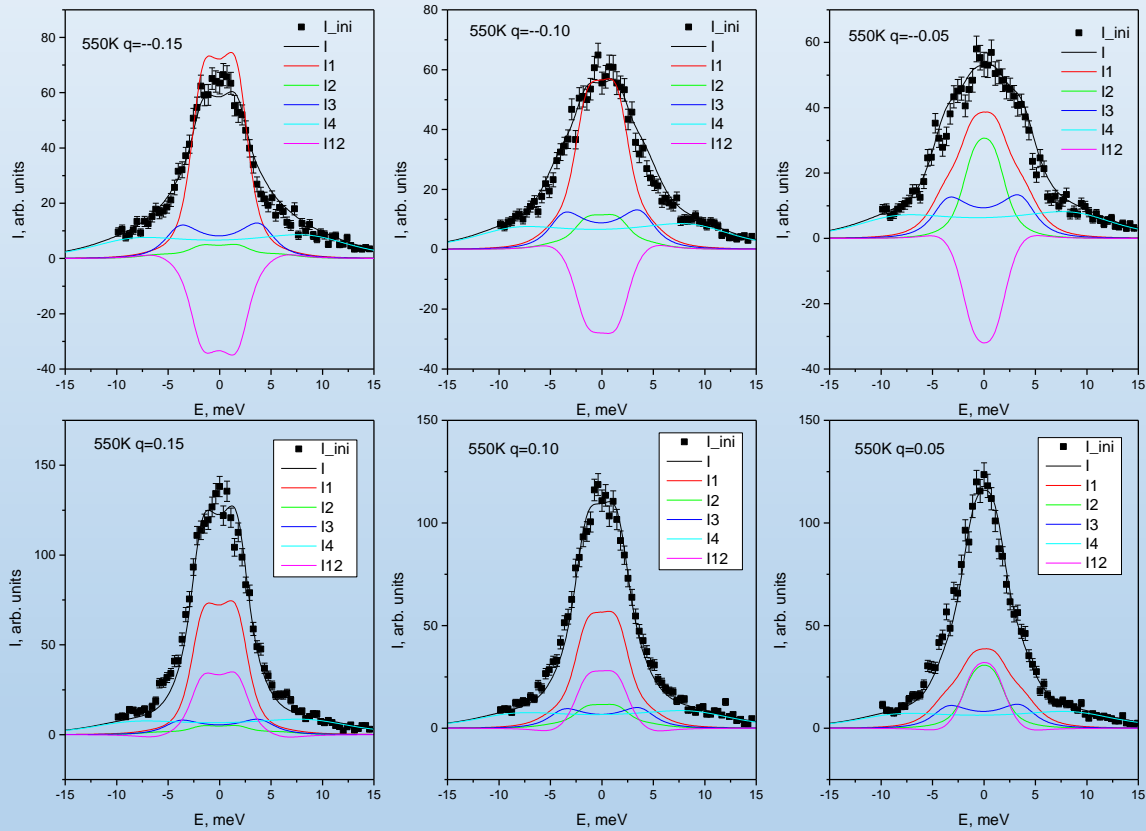 550K q=--0.15
I_ini
I
I1
I2
I3
I4
I12
I, arb. units
80
60
40
20
0
-20
-40
-15 -10 -5 0 5 10 15
E, meV
550K q=--0.10
I_ini
I
I1
I2
I3
I4
I12
I, arb. units
80
60
40
20
0
-20
-40
-15 -10 -5 0 5 10 15
E, meV
550K q=--0.05
I_ini
I
I1
I2
I3
I4
I12
I, arb. units
60
40
20
0
-20
-40
-15 -10 -5 0 5 10 15
E, meV
550K q=0.15
I_ini
I
I1
I2
I3
I4
I12
I, arb. units
150
100
50
0
-15 -10 -5 0 5 10 15
E, meV
550K q=0.10
I_ini
I
I1
I2
I3
I4
I12
I, arb. units
150
100
50
0
-15 -10 -5 0 5 10 15
E, meV
550K q=0.05
I_ini
I
I1
I2
I3
I4
I12
I, arb. units
150
100
50
0
-15 -10 -5 0 5 10 15
E, meV